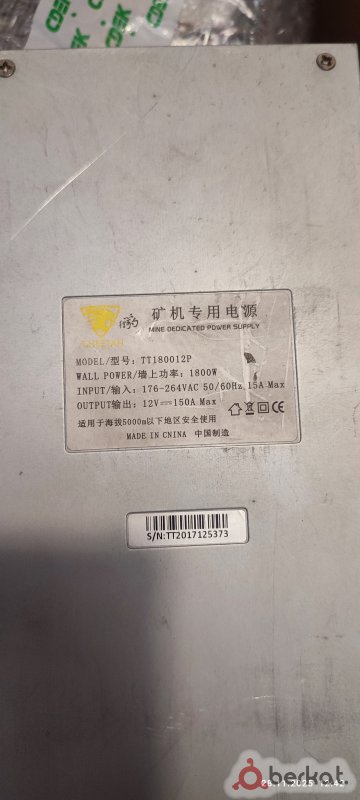 CDEK
矿机专用电源
MINE DEDICATED POWER SUPPLY
CHEETAH
MODEL/型号: TT180012P
WALL POWER/墙上功率: 1800W
INPUT/输入: 176-264VAC 50/60Hz 15A Max
OUTPUT输出: 12V⎓150A Max
适用于海拔5000m以下地区安全使用
MADE IN CHINA 中国制造
S/N:TT2017125373
berkat